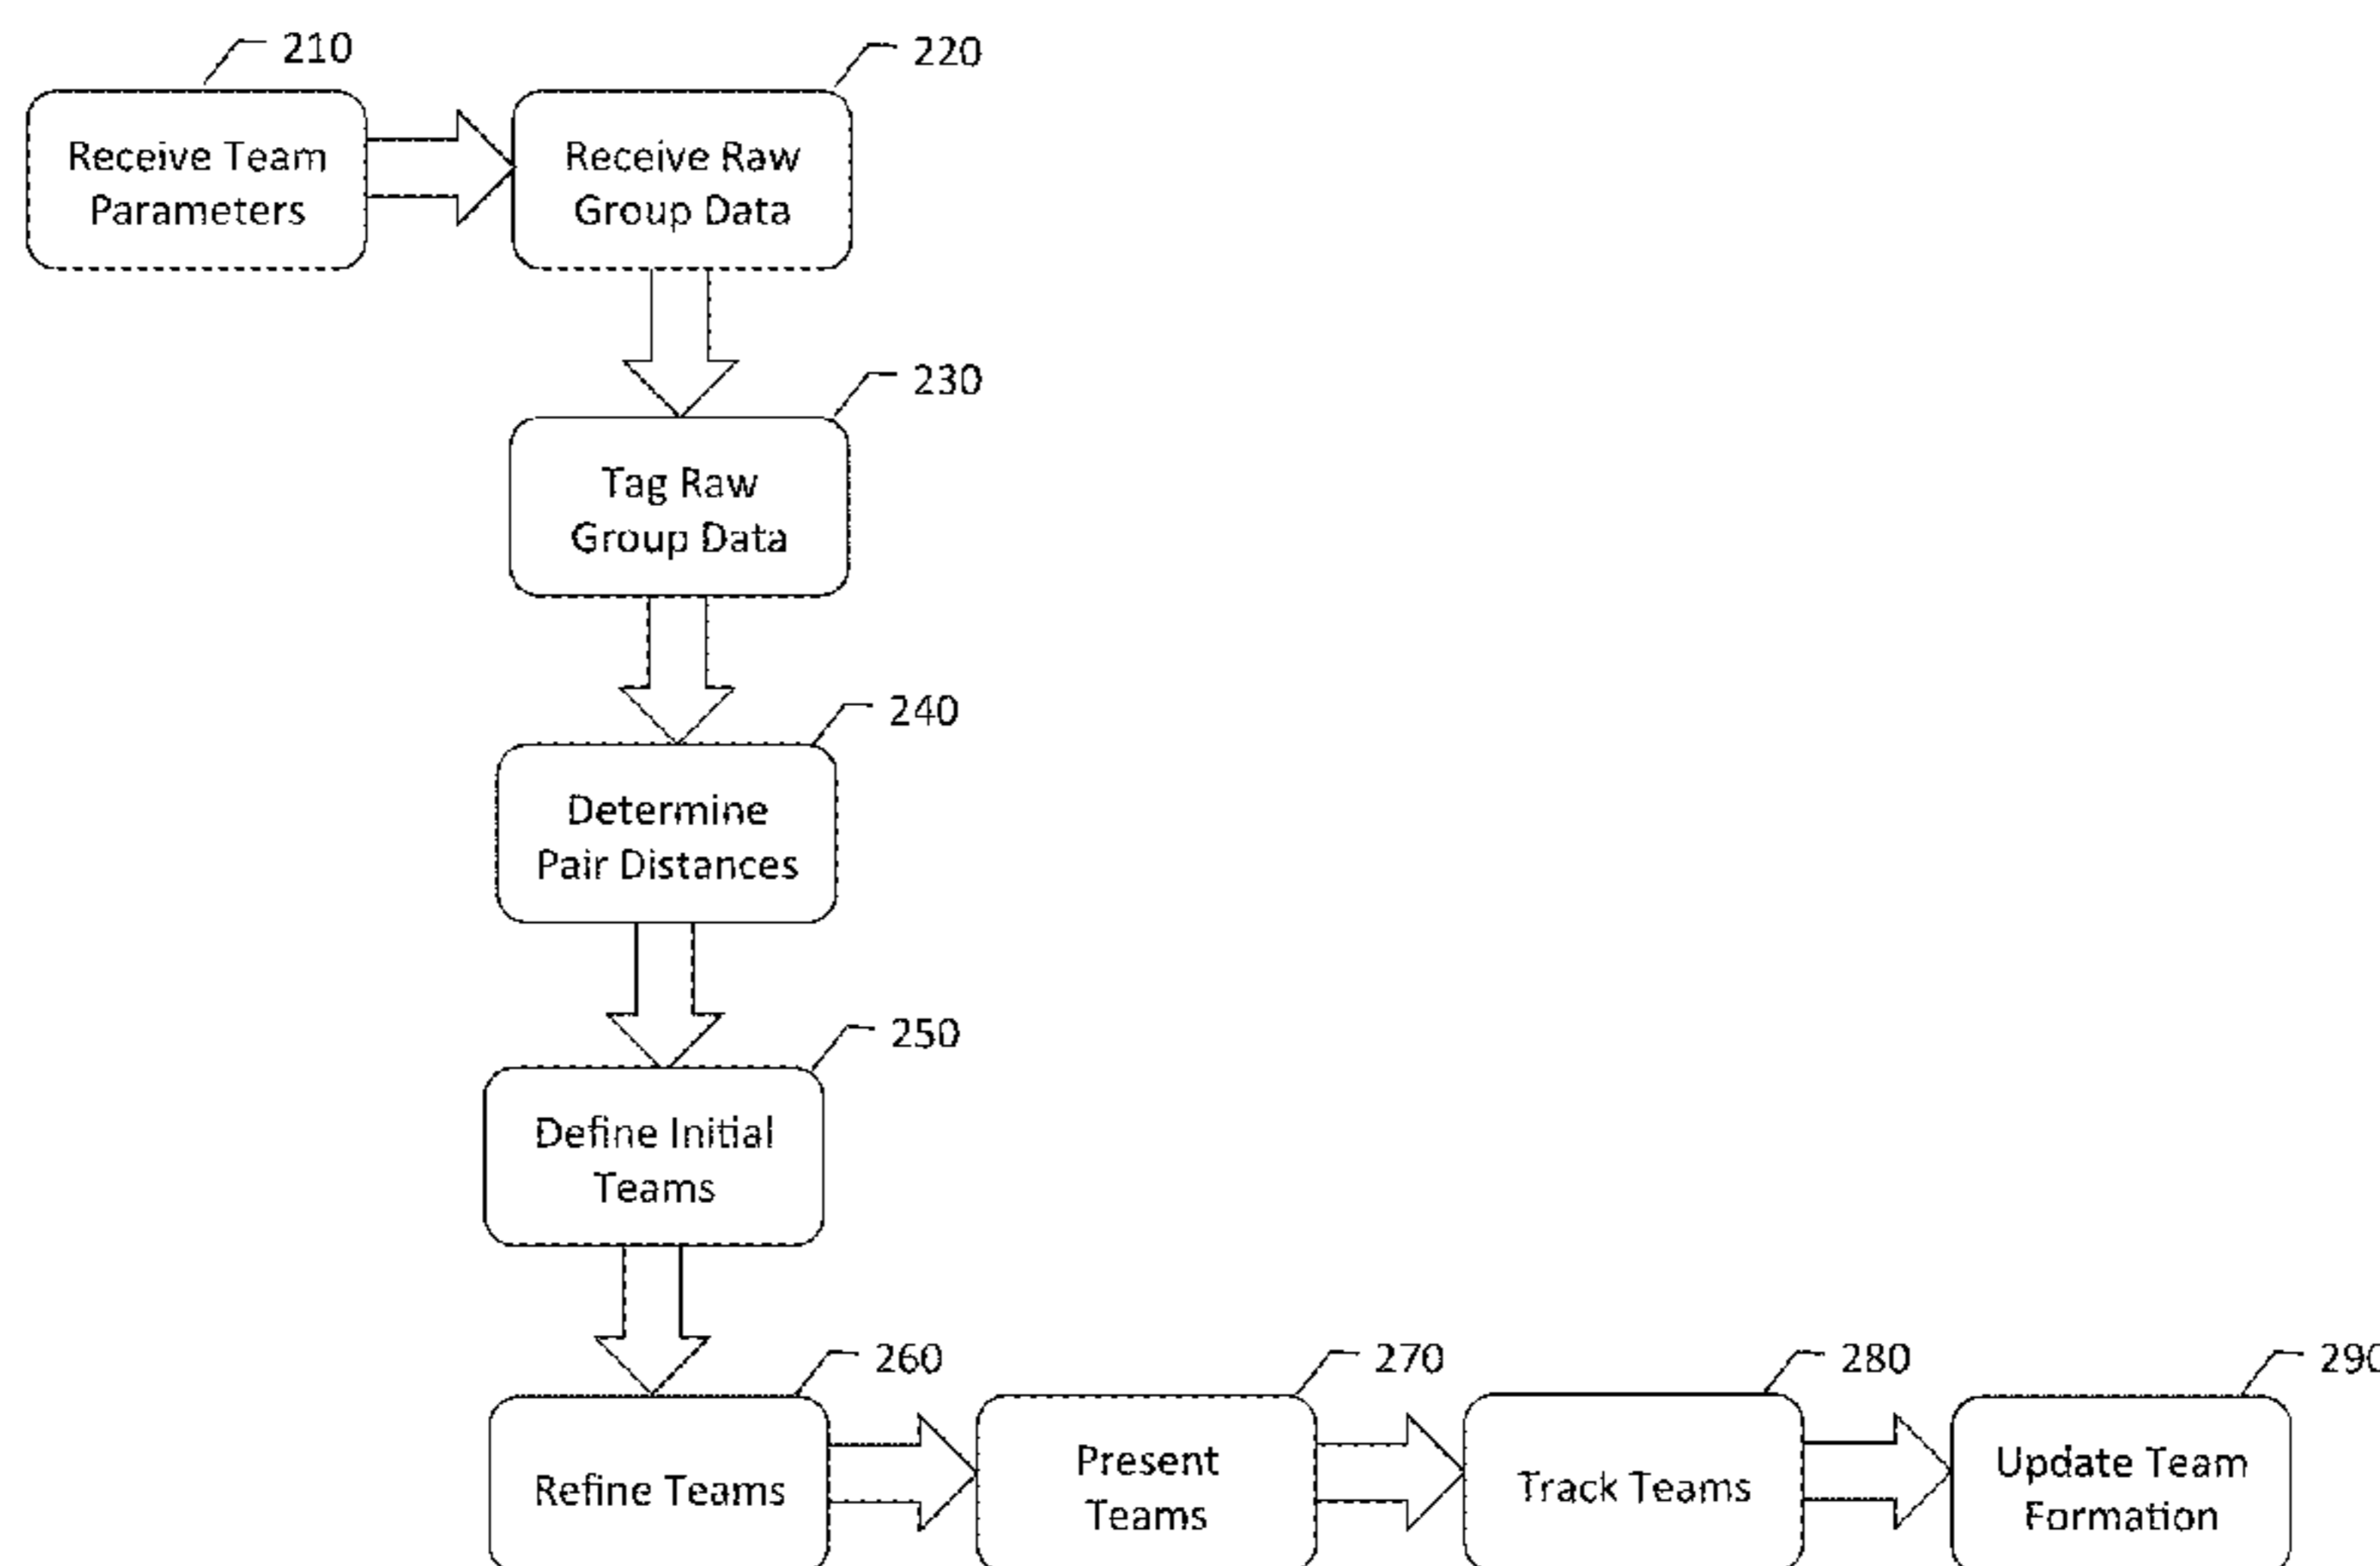 210
220
Receive Team
Parameters
Receive Raw
Group Data
230
Tag Raw
Group Data
240
Determine
Pair Distances
250
Define Initial
Teams
260
270
280
290
Refine Teams
Present
Teams
Track Teams
Update Team
Formation